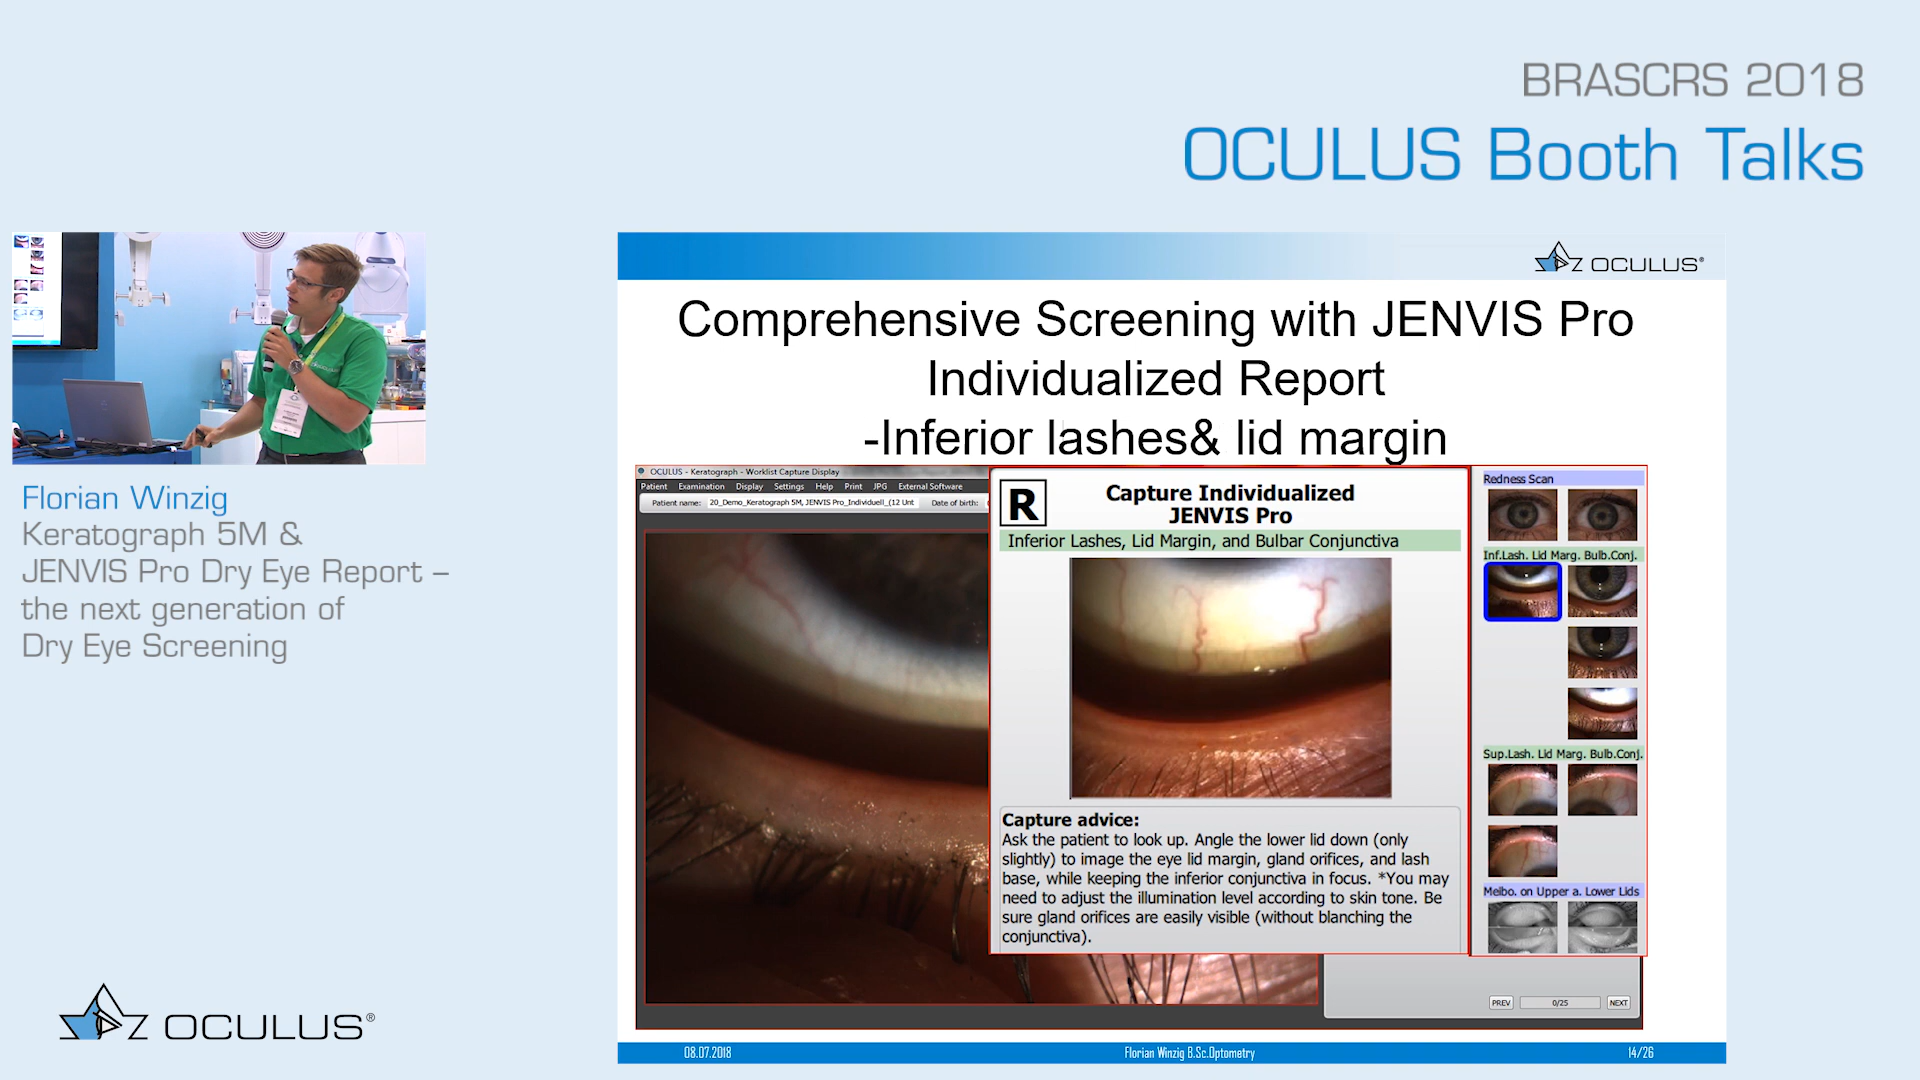 BRASCRS 2018
OCULUS Booth Talks
Florian Winzig
Keratograph 5M &
JENVIS Pro Dry Eye Report –
the next generation of
Dry Eye Screening
OCULUS®
OCULUS®
Comprehensive Screening with JENVIS Pro
Individualized Report
-Inferior lashes& lid margin
OCULUS - Keratograph - Worklist Capture Display
Patient Examination Display Settings Help Print JPG External Software
Patient name: 20_Demo_Keratograph 5M, JENVIS Pro_Individuell_(12 Unt Date of birth:
R
Capture Individualized
JENVIS Pro
Inferior Lashes, Lid Margin, and Bulbar Conjunctiva
Capture advice:
Ask the patient to look up. Angle the lower lid down (only
slightly) to image the eye lid margin, gland orifices, and lash
base, while keeping the inferior conjunctiva in focus. *You may
need to adjust the illumination level according to skin tone. Be
sure gland orifices are easily visible (without blanching the
conjunctiva).
Redness Scan
Inf.Lash. Lid Marg. Bulb.Conj.
Sup.Lash. Lid Marg. Bulb.Conj.
Meibo. on Upper a. Lower Lids
PREV 0/25 NEXT
08.07.2018 Florian Winzig B.Sc.Optometry 14/26